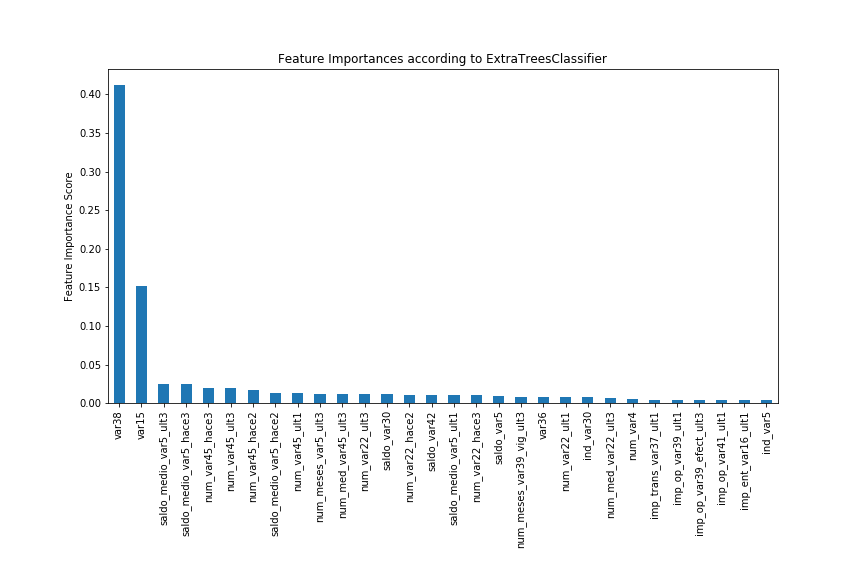 Feature Importances according to ExtraTreesClassifier
Feature Importance Score
0.40
0.35
0.30
0.25
0.20
0.15
0.10
0.05
0.00
var38
var15
saldo_medio_var5_ult3
saldo_medio_var5_hace3
num_var45_hace3
num_var45_ult3
num_var45_hace2
saldo_medio_var5_hace2
num_var45_ult1
num_meses_var5_ult3
num_med_var45_ult3
num_var22_ult3
saldo_var30
num_var22_hace2
saldo_var42
saldo_medio_var5_ult1
num_var22_hace3
saldo_var5
num_meses_var39_vig_ult3
var36
num_var22_ult1
ind_var30
num_med_var22_ult3
num_var4
imp_trans_var37_ult1
imp_op_var39_ult1
imp_op_var39_efect_ult3
imp_op_var41_ult1
imp_ent_var16_ult1
ind_var5